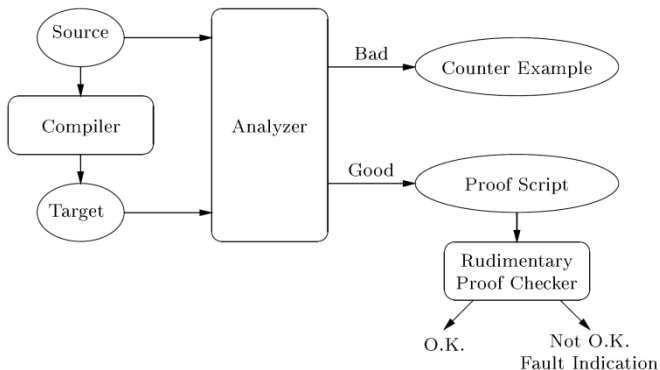 Source
Bad
Counter Example
Compiler
Analyzer
Good
Proof Script
Target
Rudimentary
Proof Checker
O.K.
Not O.K.
Fault Indication